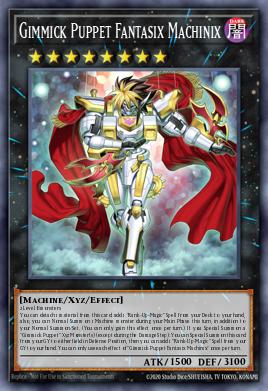 GIMMICK PUPPET FANTASIX MACHINIX
DARK
闇
[MACHINE/XYZ/EFFECT]
2 Level 8 monsters
You can detach 1 material from this card; add 1 "Rank-Up-Magic" Spell from your Deck to your hand,
also, you can Normal Summon 1 Machine monster during your Main Phase this turn, in addition to
your Normal Summon/Set. (You can only gain this effect once per turn.) If you Special Summon a
"Gimmick Puppet" Xyz Monster(s) (except during the Damage Step): You can Special Summon this card
from your GY to either field in Defense Position, then you can add 1 "Rank-Up-Magic" Spell from your
GY to your hand. You can only use each effect of "Gimmick Puppet Fantasix Machinix" once per turn.
ATK/1500 DEF/3100
Replica - Not For Use in Sanctioned Tournaments
©2020 Studio Dice/SHUEISHA, TV TOKYO, KONAMI